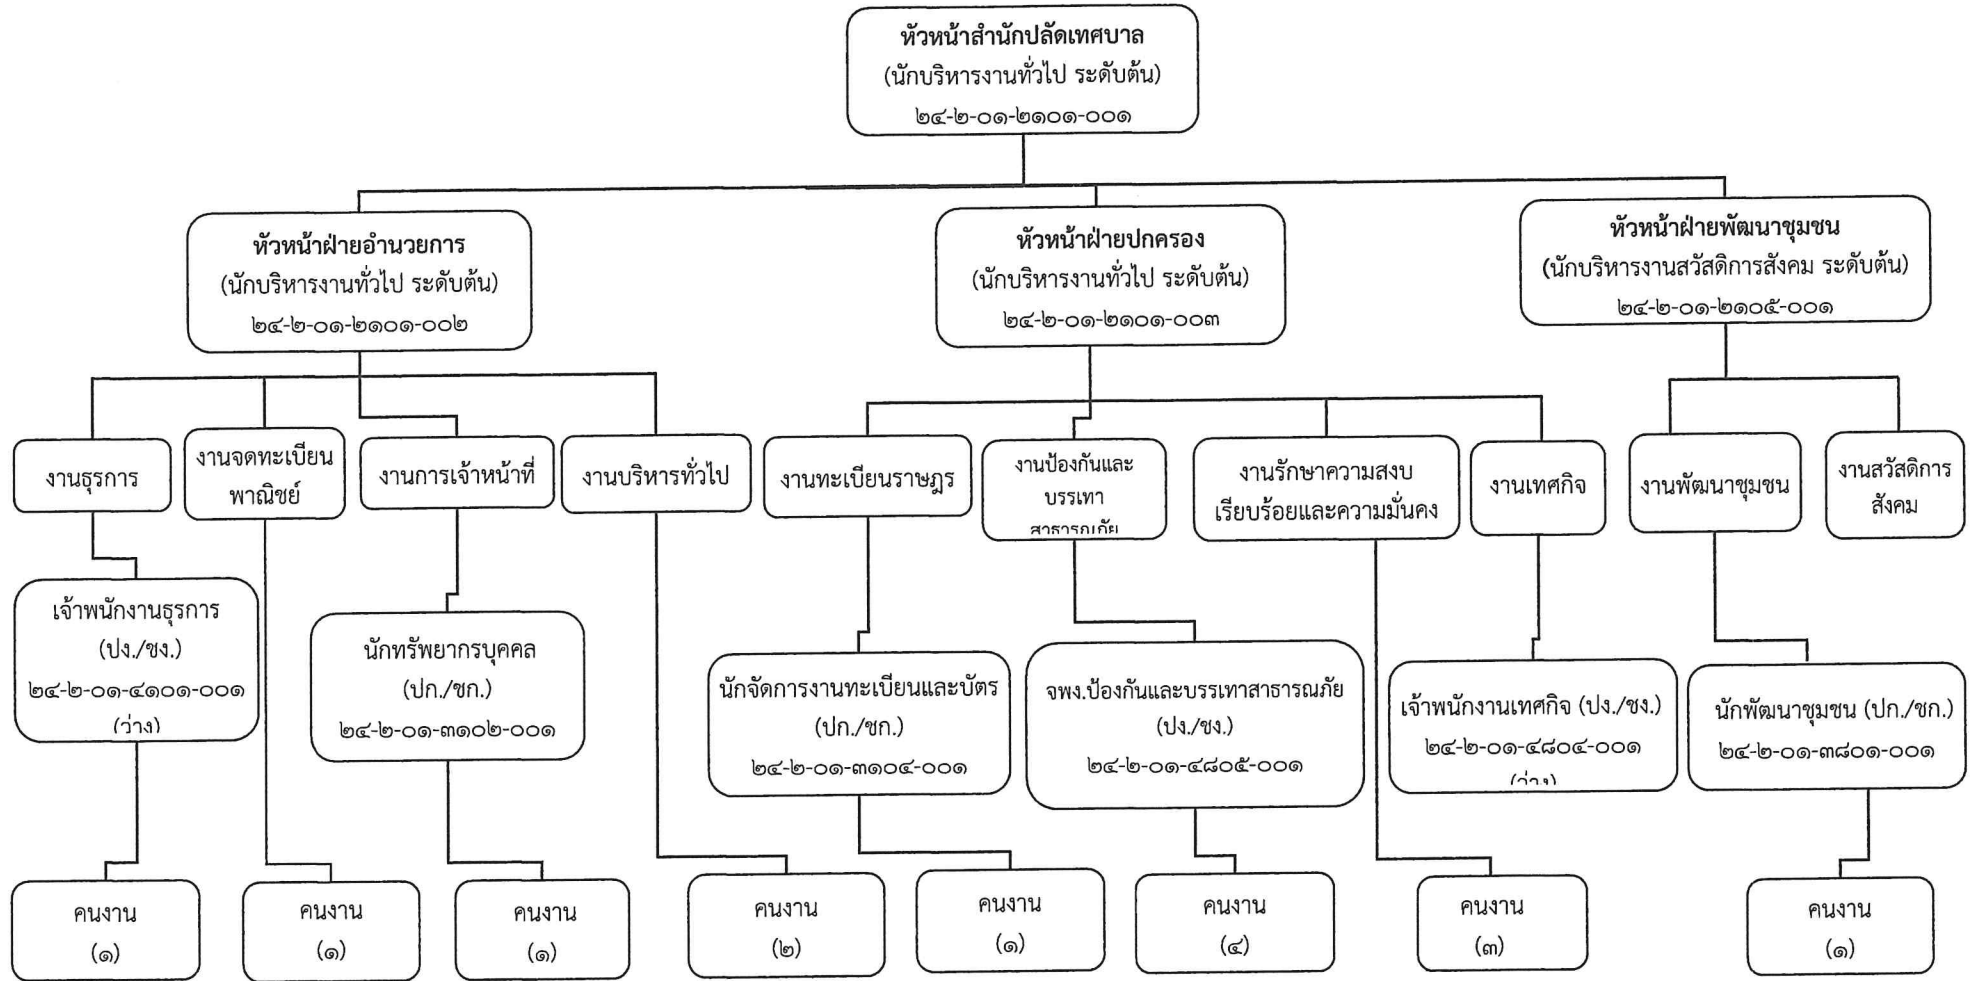 หัวหน้าสำนักปลัดเทศบาล
(นักบริหารงานทั่วไป ระดับต้น)
๒๔-๒-๐๑-๒๑๐๑-๐๐๑
หัวหน้าฝ่ายอำนวยการ
(นักบริหารงานทั่วไป ระดับต้น)
๒๔-๒-๐๑-๒๑๐๑-๐๐๒
หัวหน้าฝ่ายปกครอง
(นักบริหารงานทั่วไป ระดับต้น)
๒๔-๒-๐๑-๒๑๐๑-๐๐๓
หัวหน้าฝ่ายพัฒนาชุมชน
(นักบริหารงานสวัสดิการสังคม ระดับต้น)
๒๔-๒-๐๑-๒๑๐๕-๐๐๑
งานธุรการ
งานจดทะเบียน
พาณิชย์
งานการเจ้าหน้าที่
งานบริหารทั่วไป
งานทะเบียนราษฎร
งานป้องกันและ
บรรเทา
สาธารณภัย
งานรักษาความสงบ
เรียบร้อยและความมั่นคง
งานเทศกิจ
งานพัฒนาชุมชน
งานสวัสดิการ
สังคม
เจ้าพนักงานธุรการ
(ปง./ชง.)
๒๔-๒-๐๑-๔๑๐๑-๐๐๑
(ว่าง)
นักทรัพยากรบุคคล
(ปก./ชก.)
๒๔-๒-๐๑-๓๑๐๒-๐๐๑
นักจัดการงานทะเบียนและบัตร
(ปก./ชก.)
๒๔-๒-๐๑-๓๑๐๔-๐๐๑
จพง.ป้องกันและบรรเทาสาธารณภัย
(ปง./ชง.)
๒๔-๒-๐๑-๔๘๐๕-๐๐๑
เจ้าพนักงานเทศกิจ (ปง./ชง.)
๒๔-๒-๐๑-๔๘๐๔-๐๐๑
(ว่าง)
นักพัฒนาชุมชน (ปก./ชก.)
๒๔-๒-๐๑-๓๘๐๑-๐๐๑
คนงาน
(๑)
คนงาน
(๑)
คนงาน
(๑)
คนงาน
(๒)
คนงาน
(๑)
คนงาน
(๔)
คนงาน
(๓)
คนงาน
(๑)